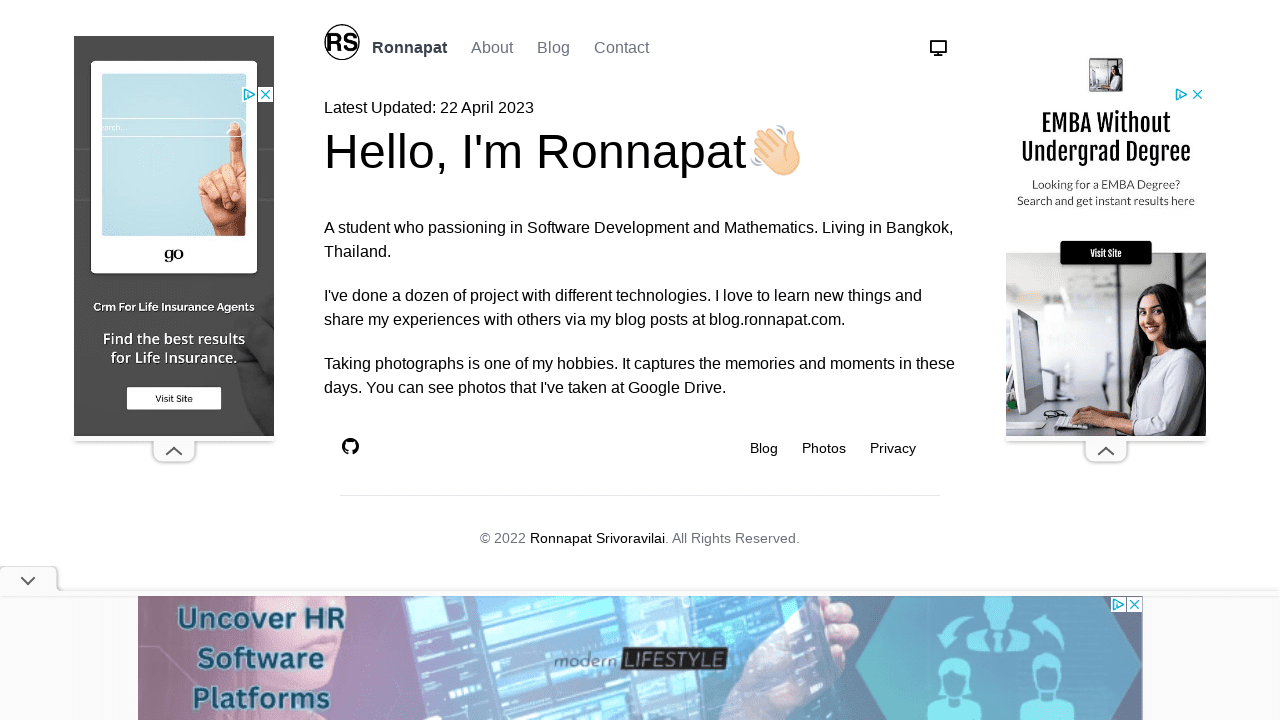 RS
Ronnapat About Blog Contact
Latest Updated: 22 April 2023
Hello, I'm Ronnapat
A student who passioning in Software Development and Mathematics. Living in Bangkok,
Thailand.
I've done a dozen of project with different technologies. I love to learn new things and
share my experiences with others via my blog posts at blog.ronnapat.com.
Taking photographs is one of my hobbies. It captures the memories and moments in these
days. You can see photos that I've taken at Google Drive.
Blog Photos Privacy
© 2022 Ronnapat Srivoravilai. All Rights Reserved.
go
Crm For Life Insurance Agents
Find the best results
for Life Insurance.
Visit Site
EMBA Without
Undergrad Degree
Looking for a EMBA Degree?
Search and get instant results here
Visit Site
Uncover HR
Software
Platforms
modern LIFESTYLE